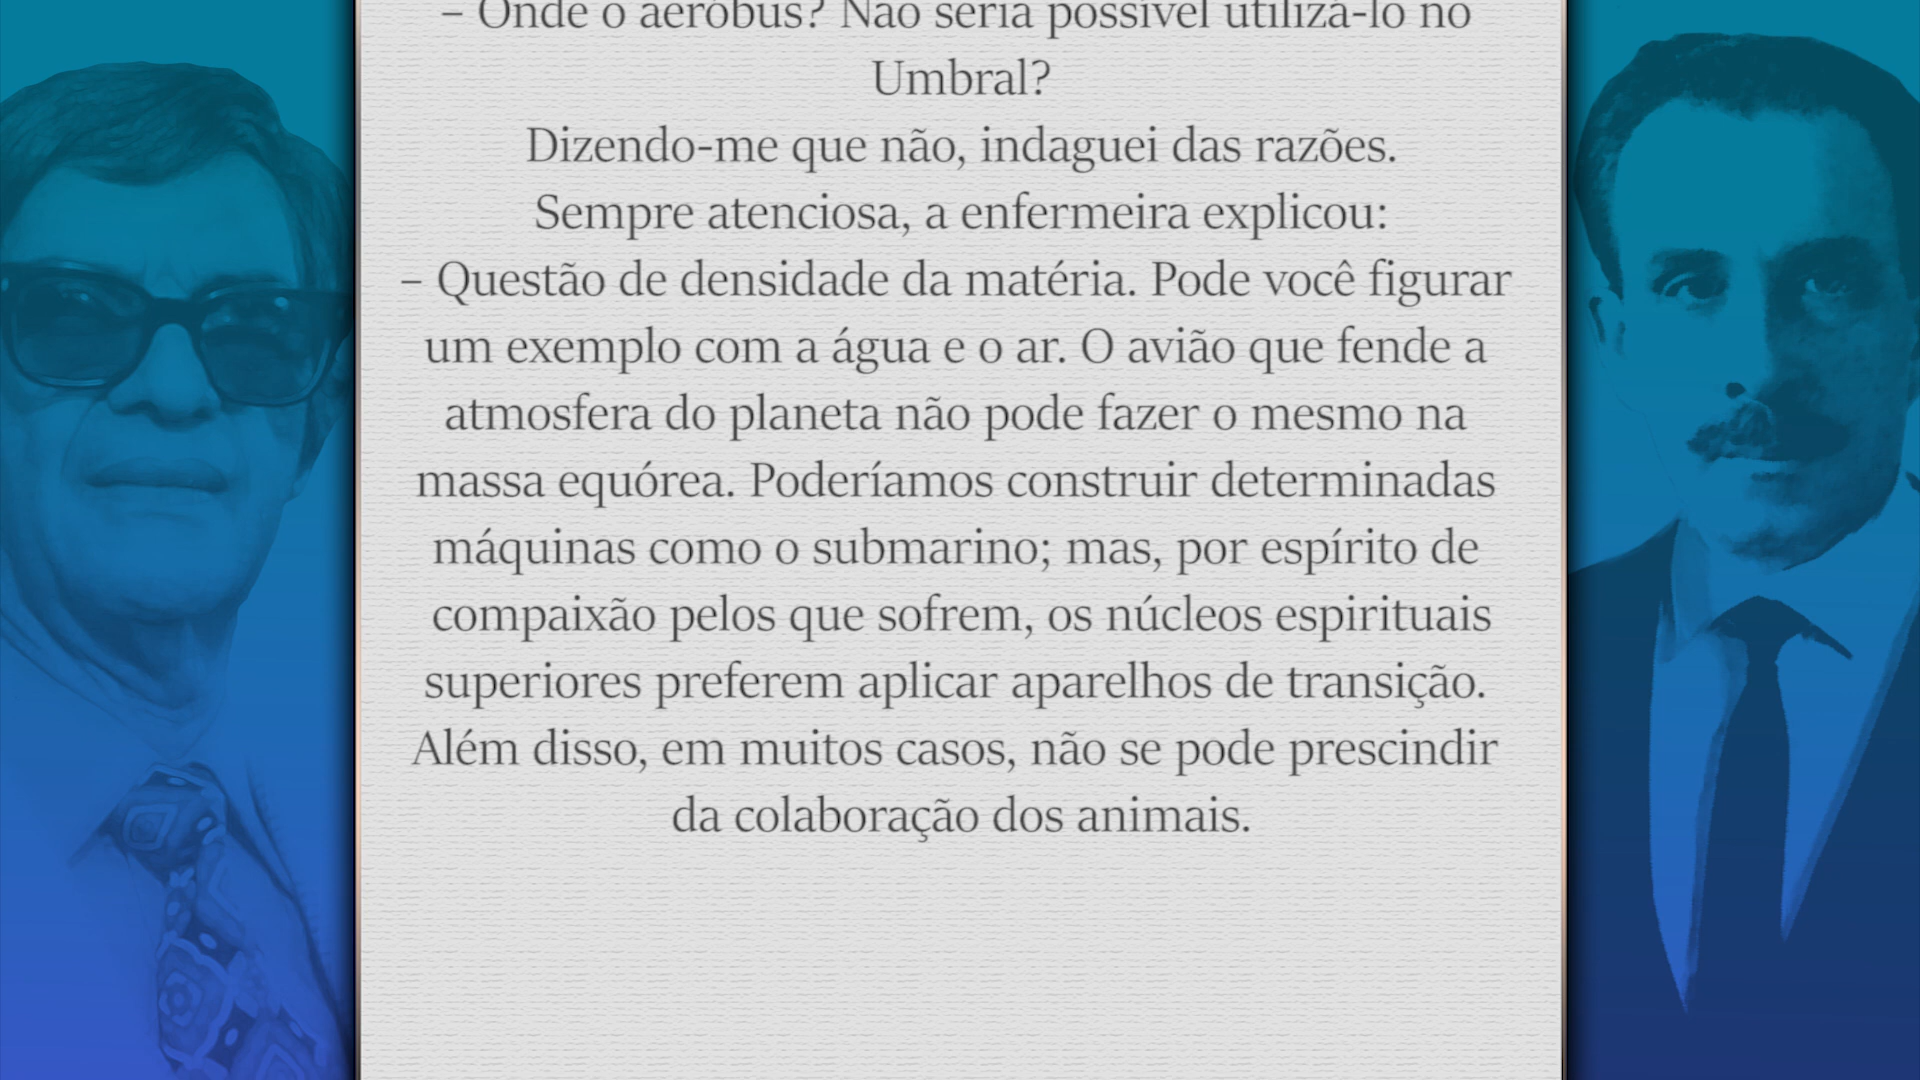 – Onde o aeróbus? Não seria possível utilizá-lo no
Umbral?
Dizendo-me que não, indaguei das razões.
Sempre atenciosa, a enfermeira explicou:
– Questão de densidade da matéria. Pode você figurar
um exemplo com a água e o ar. O avião que fende a
atmosfera do planeta não pode fazer o mesmo na
massa equórea. Poderíamos construir determinadas
máquinas como o submarino; mas, por espírito de
compaixão pelos que sofrem, os núcleos espirituais
superiores preferem aplicar aparelhos de transição.
Além disso, em muitos casos, não se pode prescindir
da colaboração dos animais.